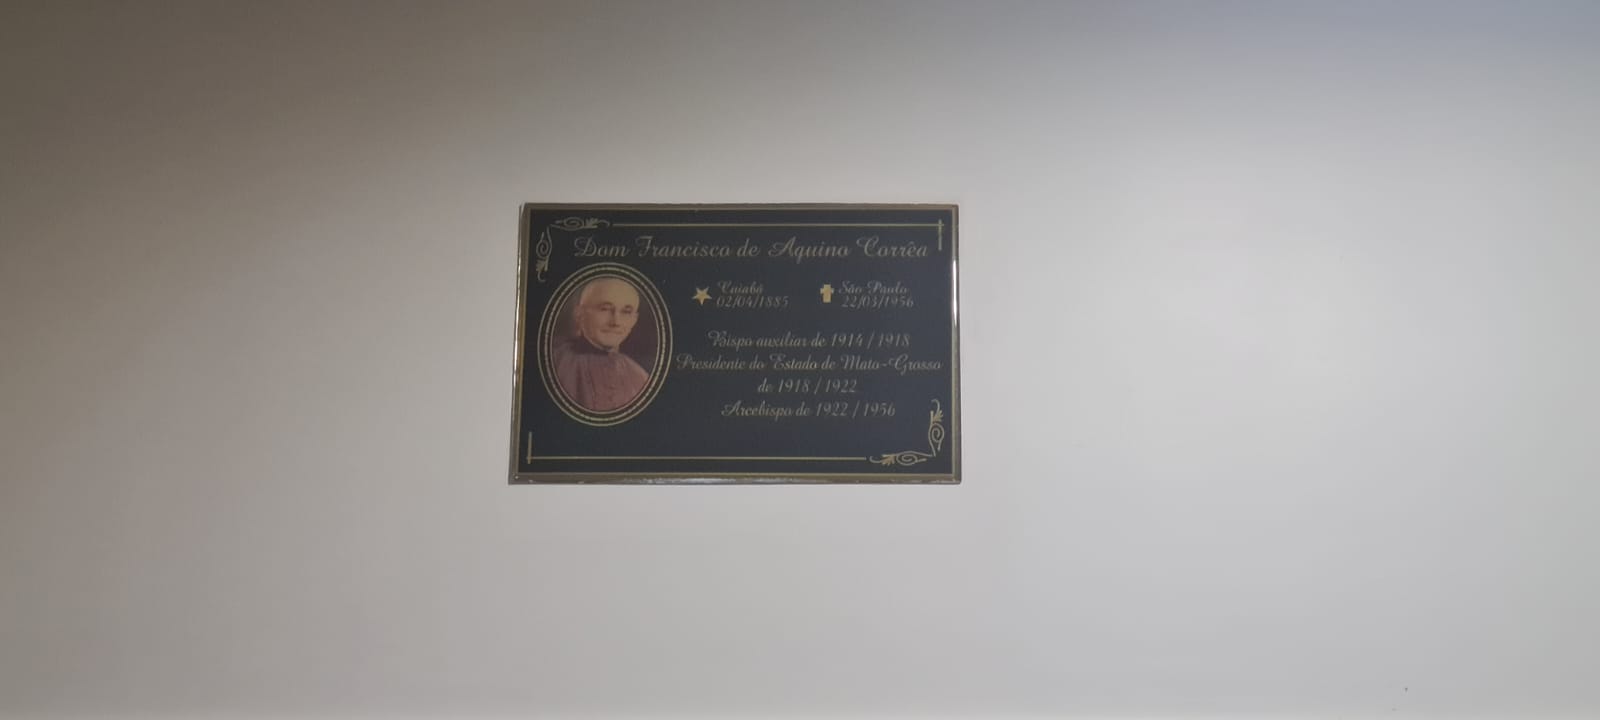 Dom Francisco de Aquino Corrêa
Cuiabá
02/04/1885
São Paulo
22/03/1956
Bispo auxiliar de 1914 / 1918
Presidente do Estado de Mato-Grosso
de 1918 / 1922
Arcebispo de 1922 / 1956